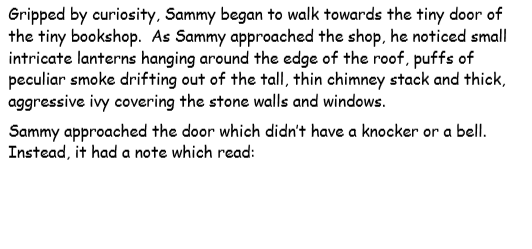 Gripped by curiosity, Sammy began to walk towards the tiny door of
the tiny bookshop.  As Sammy approached the shop, he noticed small
intricate lanterns hanging around the edge of the roof, puffs of
peculiar smoke drifting out of the tall, thin chimney stack and thick,
aggressive ivy covering the stone walls and windows.
Sammy approached the door which didn't have a knocker or a bell.
Instead, it had a note which read: